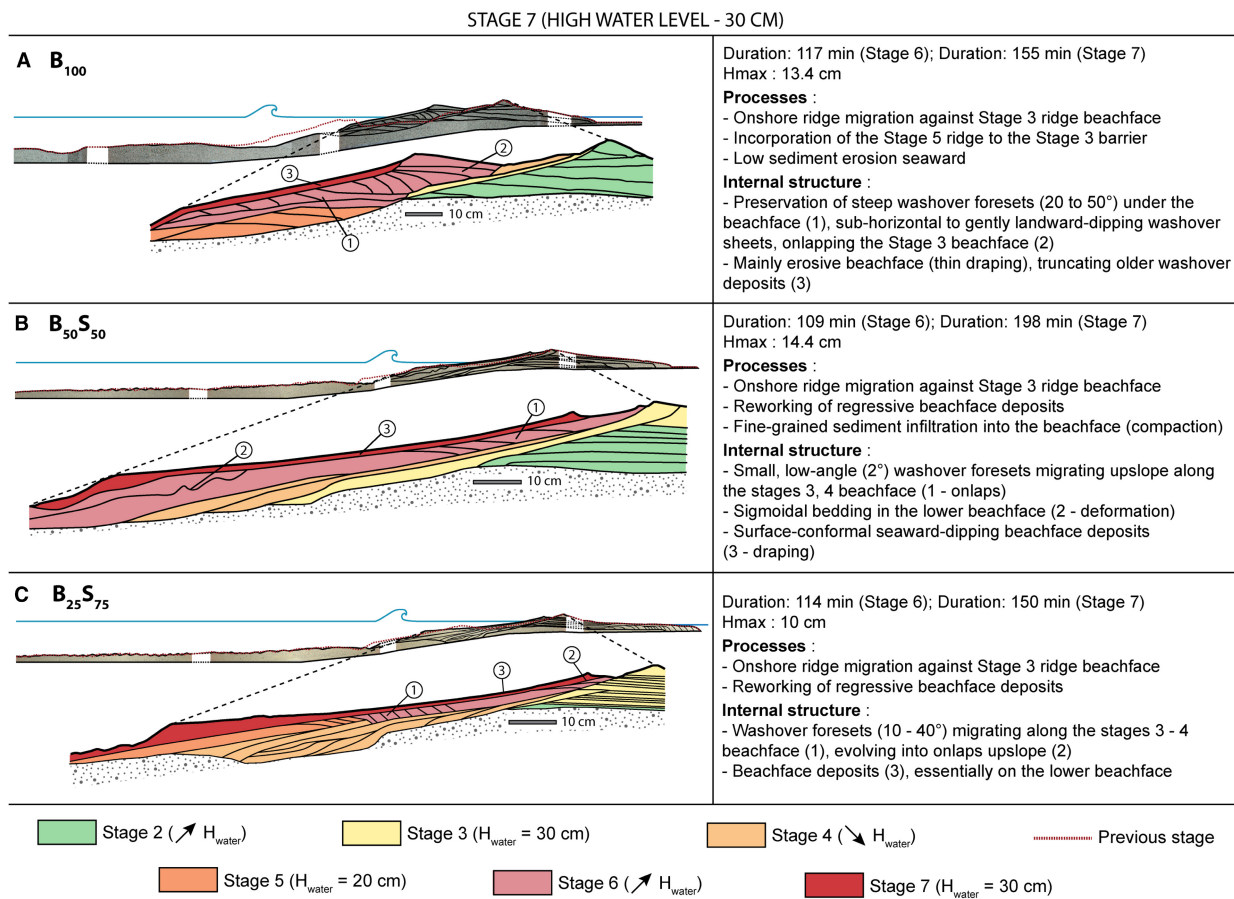 STAGE 7 (HIGH WATER LEVEL - 30 CM)
A B100
Duration: 117 min (Stage 6); Duration: 155 min (Stage 7)
Hmax : 13.4 cm
Processes :
- Onshore ridge migration against Stage 3 ridge beachface
- Incorporation of the Stage 5 ridge to the Stage 3 barrier
- Low sediment erosion seaward
Internal structure :
- Preservation of steep washover foresets (20 to 50°) under the
beachface (1), sub-horizontal to gently landward-dipping washover
sheets, onlapping the Stage 3 beachface (2)
- Mainly erosive beachface (thin draping), truncating older washover
deposits (3)
2
3
1
10 cm
B B50S50
Duration: 109 min (Stage 6); Duration: 198 min (Stage 7)
Hmax : 14.4 cm
Processes :
- Onshore ridge migration against Stage 3 ridge beachface
- Reworking of regressive beachface deposits
- Fine-grained sediment infiltration into the beachface (compaction)
Internal structure :
- Small, low-angle (2°) washover foresets migrating upslope along
the stages 3, 4 beachface (1 - onlaps)
- Sigmoidal bedding in the lower beachface (2 - deformation)
- Surface-conformal seaward-dipping beachface deposits
(3 - draping)
1
3
2
10 cm
C B25S75
Duration: 114 min (Stage 6); Duration: 150 min (Stage 7)
Hmax : 10 cm
Processes :
- Onshore ridge migration against Stage 3 ridge beachface
- Reworking of regressive beachface deposits
Internal structure :
- Washover foresets (10 - 40°) migrating along the stages 3 - 4
beachface (1), evolving into onlaps upslope (2)
- Beachface deposits (3), essentially on the lower beachface
2
3
1
10 cm
Stage 2 (↗ Hwater)
Stage 3 (Hwater = 30 cm)
Stage 4 (↘ Hwater)
Previous stage
Stage 5 (Hwater = 20 cm)
Stage 6 (↗ Hwater)
Stage 7 (Hwater = 30 cm)